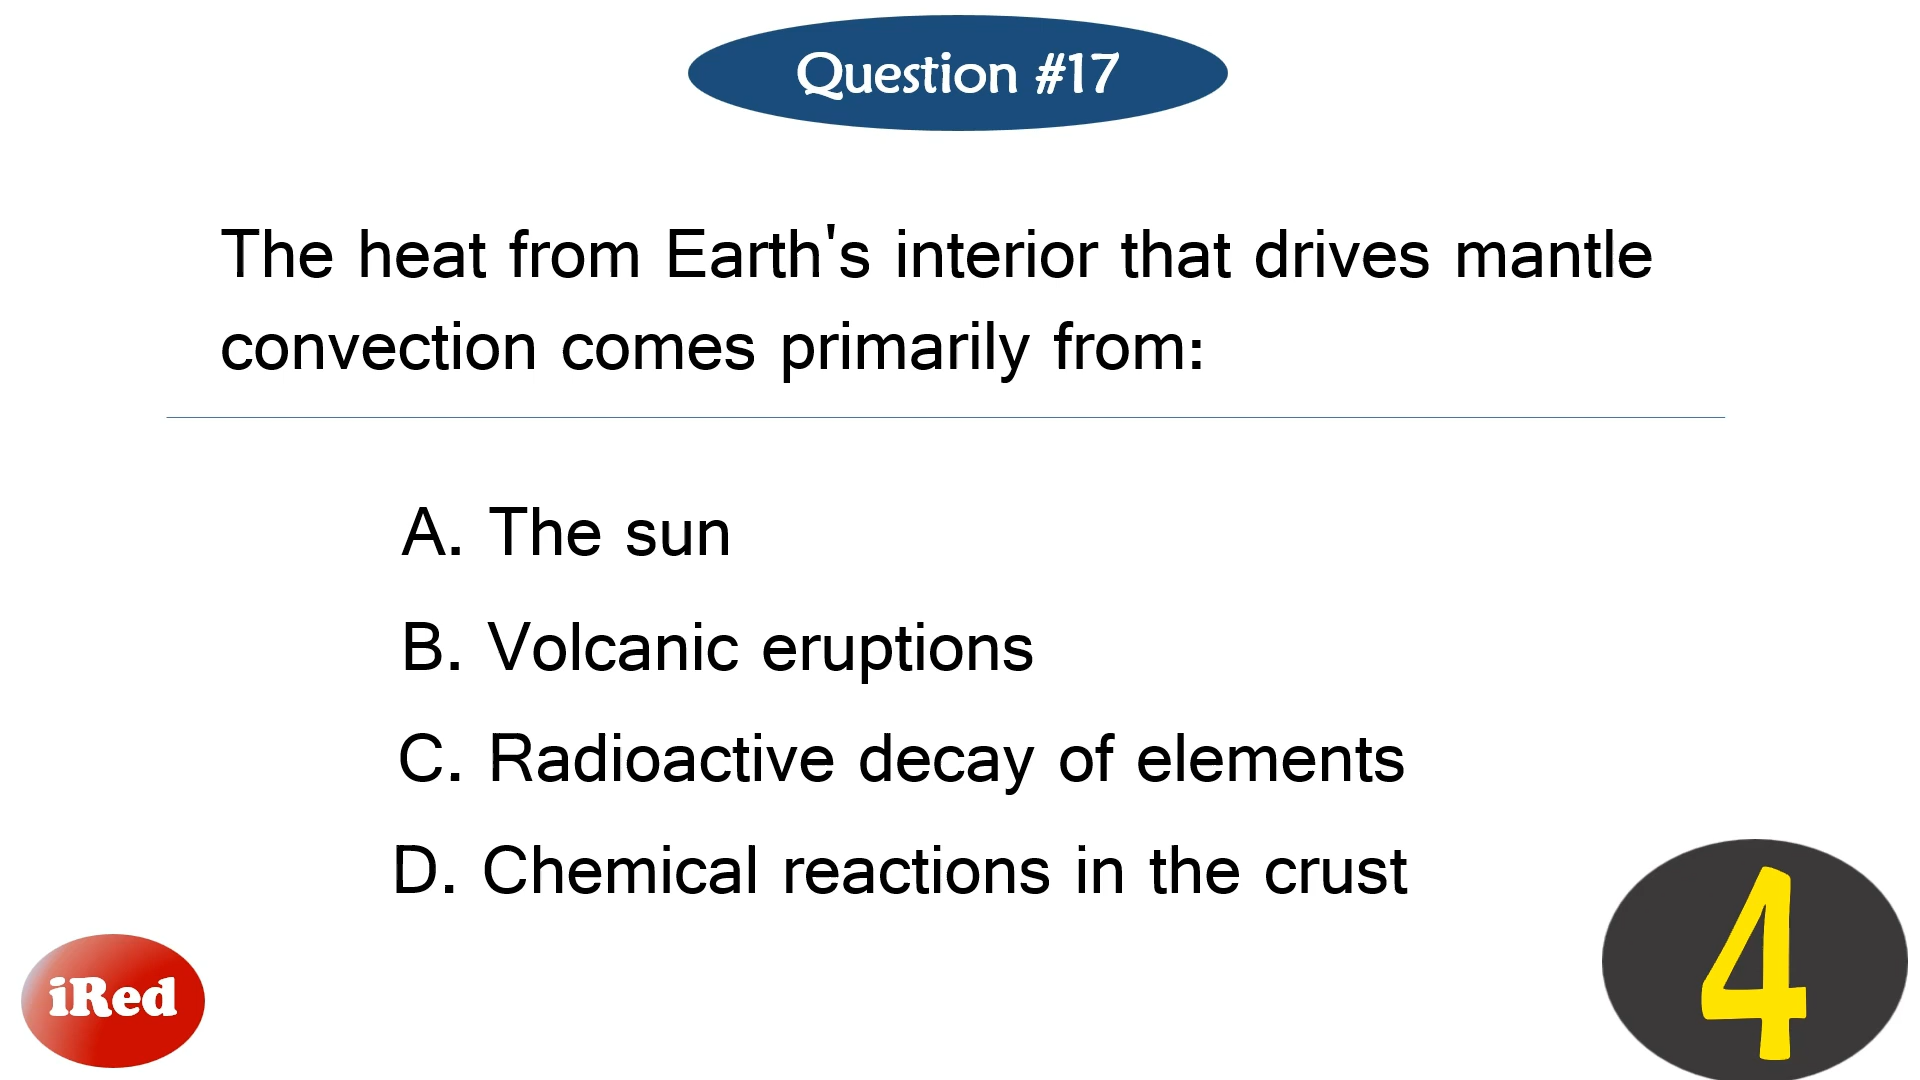 Question #17
The heat from Earth's interior that drives mantle
convection comes primarily from:
A. The sun
B. Volcanic eruptions
C. Radioactive decay of elements
D. Chemical reactions in the crust
iRed
4